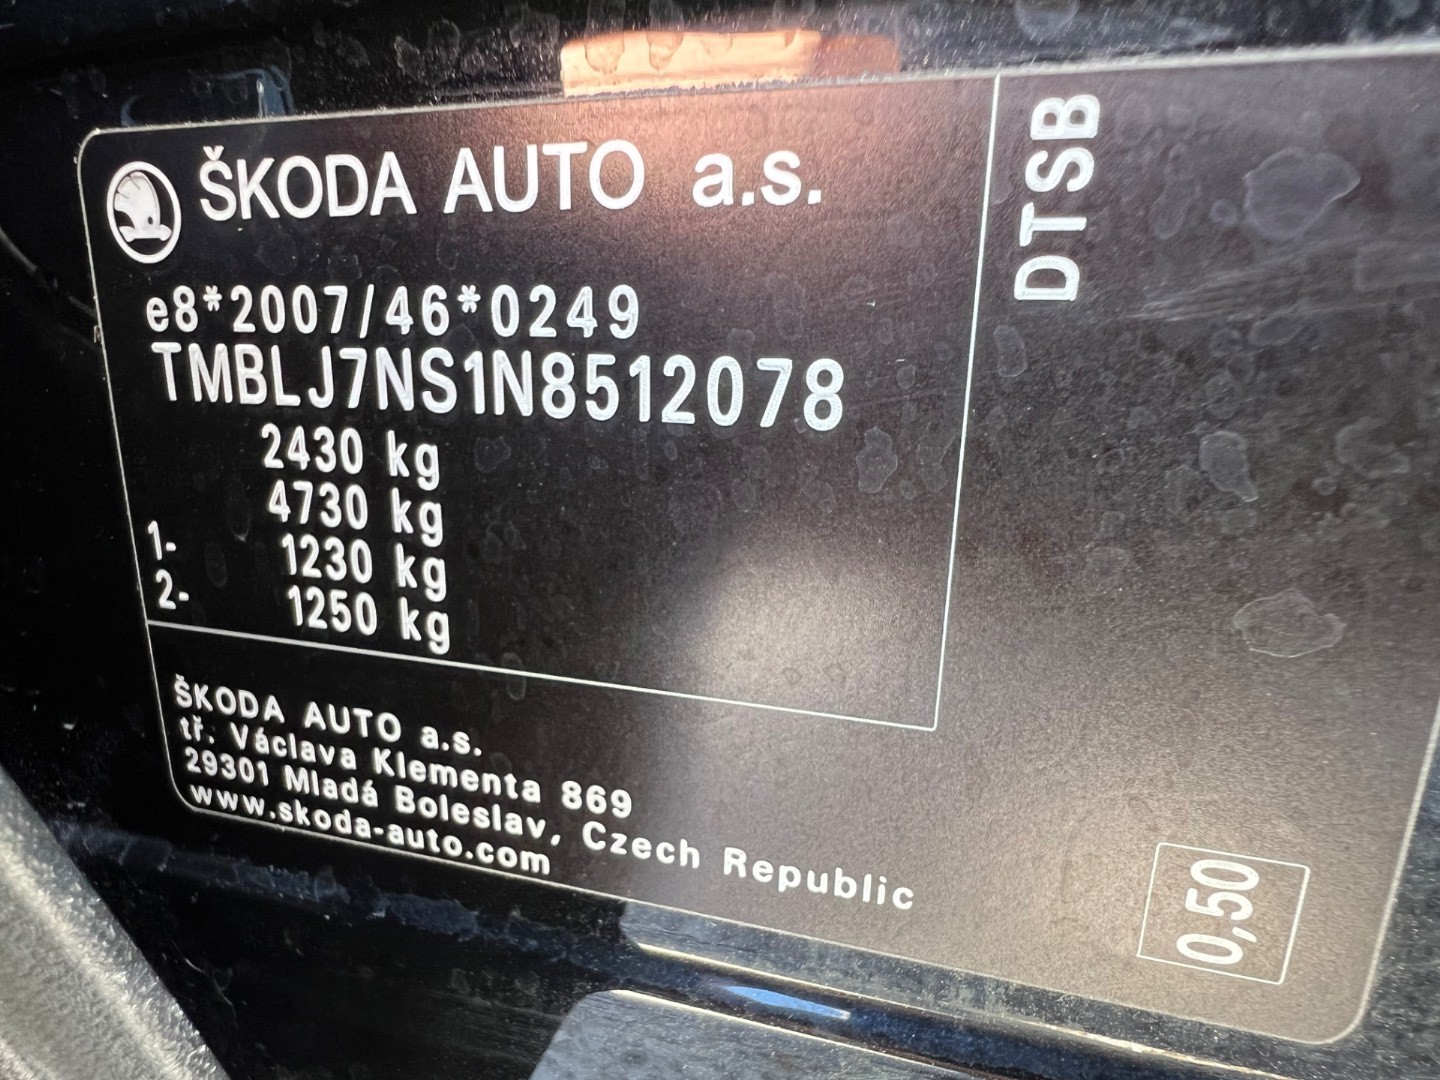 ŠKODA AUTO a.s.
e8*2007/46*0249
TMBLJ7NS1N8512078
2430 kg
4730 kg
1- 1230 kg
2- 1250 kg
ŠKODA AUTO a.s.
tř. Václava Klementa 869
29301 Mladá Boleslav, Czech Republic
www.skoda-auto.com
DTSB
0,50